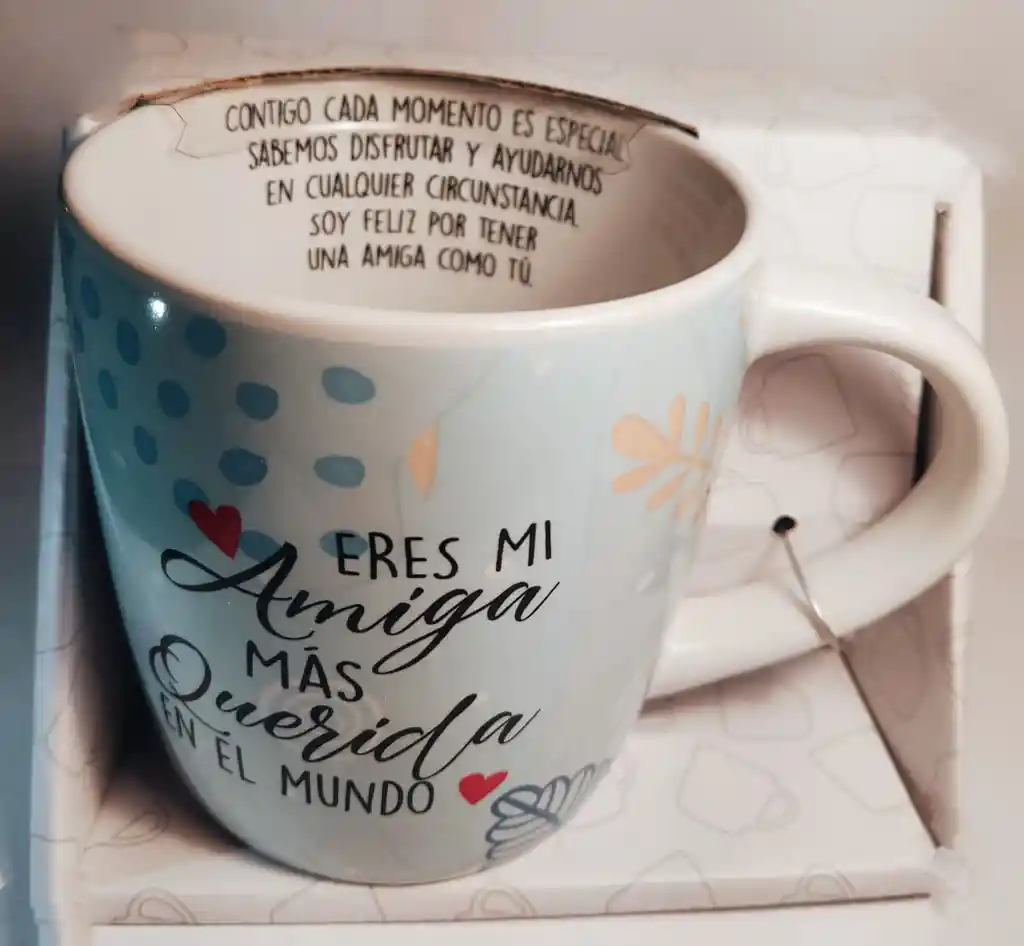 CONTIGO CADA MOMENTO ES ESPECIAL
SABEMOS DISFRUTAR Y AYUDARNOS
EN CUALQUIER CIRCUNSTANCIA.
SOY FELIZ POR TENER
UNA AMIGA COMO TÚ.
ERES MI
Amiga
MÁS
Querida
EN EL MUNDO